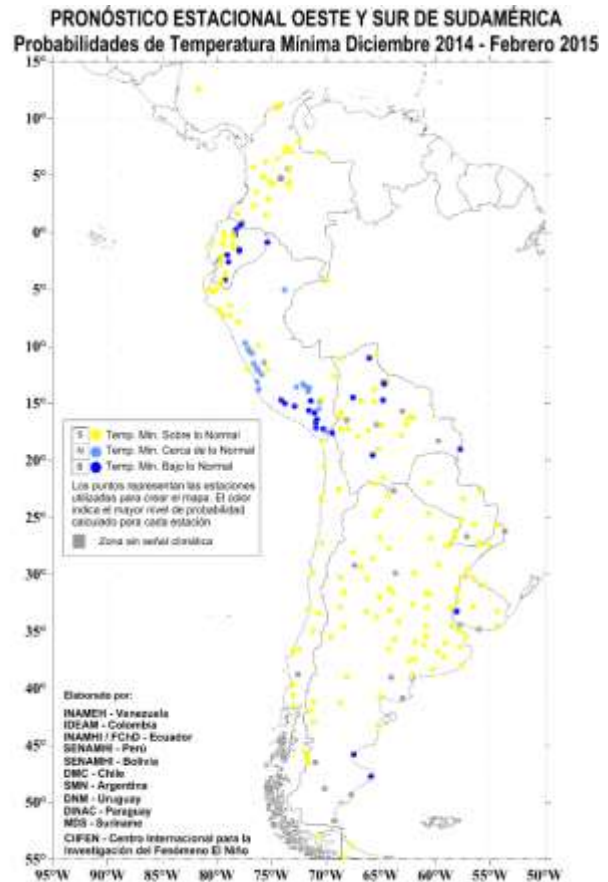 PRONÓSTICO ESTACIONAL OESTE Y SUR DE SUDAMÉRICA
Probabilidades de Temperatura Mínima Diciembre 2014 - Febrero 2015
15°
10°
5°
0°
5°
10°
15°
S Temp. Min. Sobre lo Normal
N Temp. Min. Cerca de lo Normal
B Temp. Min. Bajo lo Normal
Los puntos representan las estaciones
utilizadas para crear el mapa. El color
indica el mayor nivel de probabilidad
calculado para cada estación
Zona sin señal climática
20°
25°
30°
35°
40°
45°
50°
55°
Elaborado por:
INAMEH - Venezuela
IDEAM - Colombia
INAMHI / FChD - Ecuador
SENAMHI - Perú
SENAMHI - Bolivia
DMC - Chile
SMN - Argentina
DNM - Uruguay
DINAC - Paraguay
MDS - Suriname
CIIFEN - Centro Internacional para la
Investigación del Fenómeno El Niño
95°W 90°W 85°W 80°W 75°W 70°W 65°W 60°W 55°W 50°W